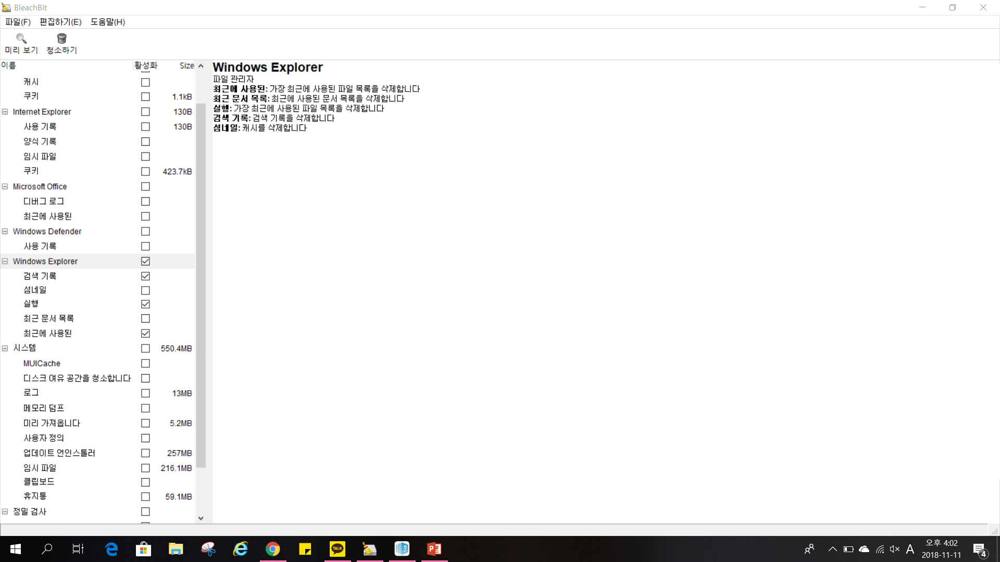 BleachBit
파일(F) 편집하기(E) 도움말(H)
미리 보기 청소하기
이름 활성화 Size
캐시
쿠키 1.1kB
Internet Explorer 130B
사용 기록 130B
양식 기록
임시 파일
쿠키 423.7kB
Microsoft Office
디버그 로그
최근에 사용된
Windows Defender
사용 기록
Windows Explorer
검색 기록
섬네일
실행
최근 문서 목록
최근에 사용된
시스템 550.4MB
MUICache
디스크 여유 공간을 청소합니다
로그 13MB
메모리 덤프
미리 가져옵니다 5.2MB
사용자 정의
업데이트 언인스톨러 257MB
임시 파일 216.1MB
클립보드
휴지통 59.1MB
정밀 검사
Windows Explorer
파일 관리자
최근에 사용된: 가장 최근에 사용된 파일 목록을 삭제합니다
최근 문서 목록: 최근에 사용된 문서 목록을 삭제합니다
실행: 가장 최근에 사용된 파일 목록을 삭제합니다
검색 기록: 검색 기록을 삭제합니다
섬네일: 캐시를 삭제합니다
TALK
A
오후 4:02
2018-11-11
4